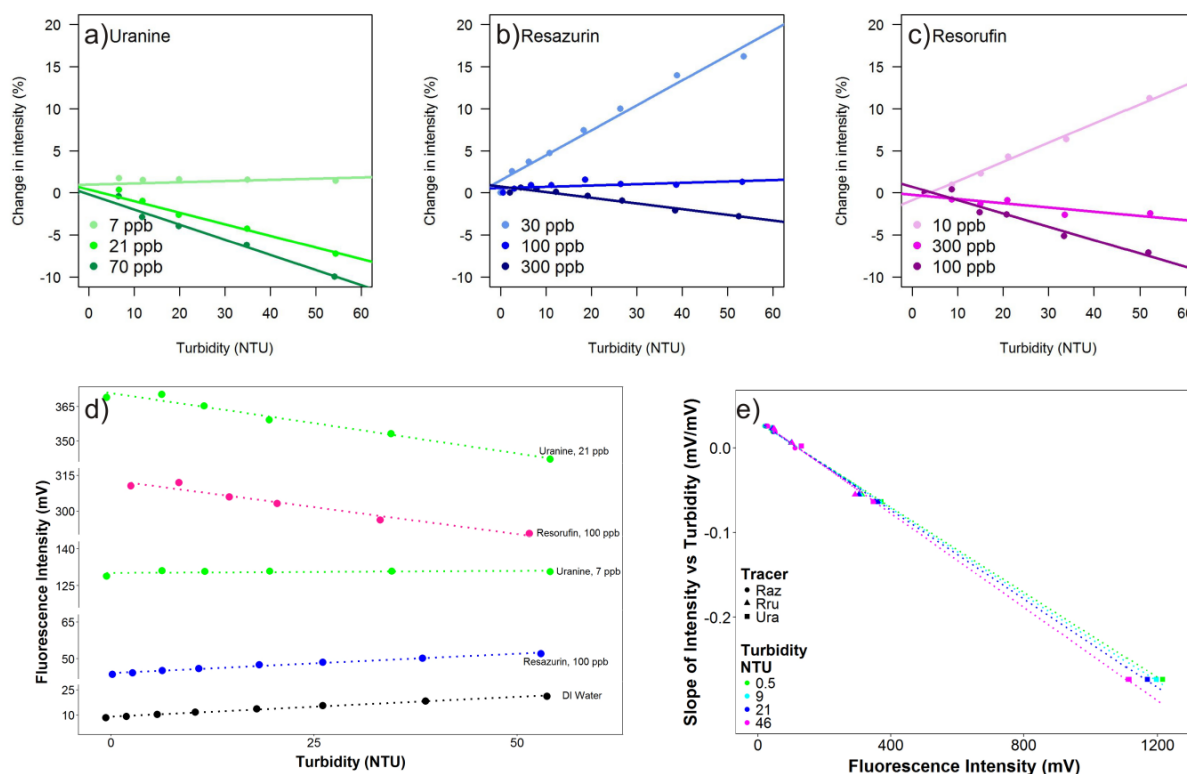 a) Uranine
Change in intensity (%)
20
15
10
5
0
-5
-10
7 ppb
21 ppb
70 ppb
0 10 20 30 40 50 60
Turbidity (NTU)
b) Resazurin
Change in intensity (%)
20
15
10
5
0
-5
-10
30 ppb
100 ppb
300 ppb
0 10 20 30 40 50 60
Turbidity (NTU)
c) Resorufin
Change in intensity (%)
20
15
10
5
0
-5
-10
10 ppb
300 ppb
100 ppb
0 10 20 30 40 50 60
Turbidity (NTU)
d)
Fluorescence Intensity (mV)
365
350
Uranine, 21 ppb
315
300
Resorufin, 100 ppb
140
125
Uranine, 7 ppb
65
50
Resazurin, 100 ppb
25
10
DI Water
0 25 50
Turbidity (NTU)
e)
Slope of Intensity vs Turbidity (mV/mV)
0.0
-0.1
-0.2
Tracer
Raz
Rru
Ura
Turbidity
NTU
0.5
9
21
46
0 400 800 1200
Fluorescence Intensity (mV)